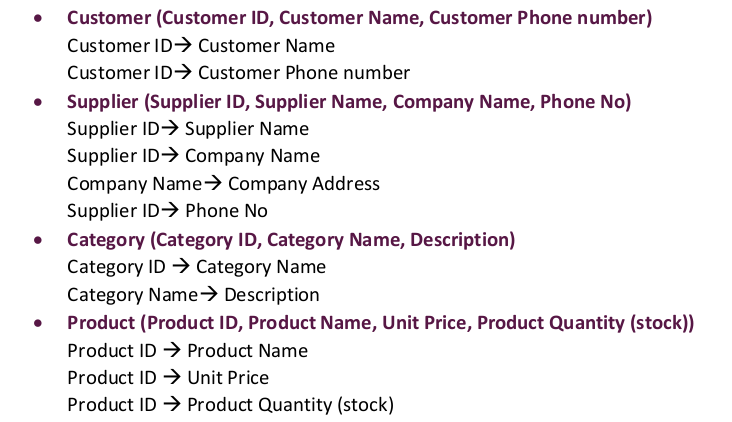 • Customer (Customer ID, Customer Name, Customer Phone number)
Customer ID→ Customer Name
Customer ID→ Customer Phone number
• Supplier (Supplier ID, Supplier Name, Company Name, Phone No)
Supplier ID→ Supplier Name
Supplier ID→ Company Name
Company Name→ Company Address
Supplier ID→ Phone No
• Category (Category ID, Category Name, Description)
Category ID → Category Name
Category Name→ Description
• Product (Product ID, Product Name, Unit Price, Product Quantity (stock))
Product ID → Product Name
Product ID → Unit Price
Product ID → Product Quantity (stock)